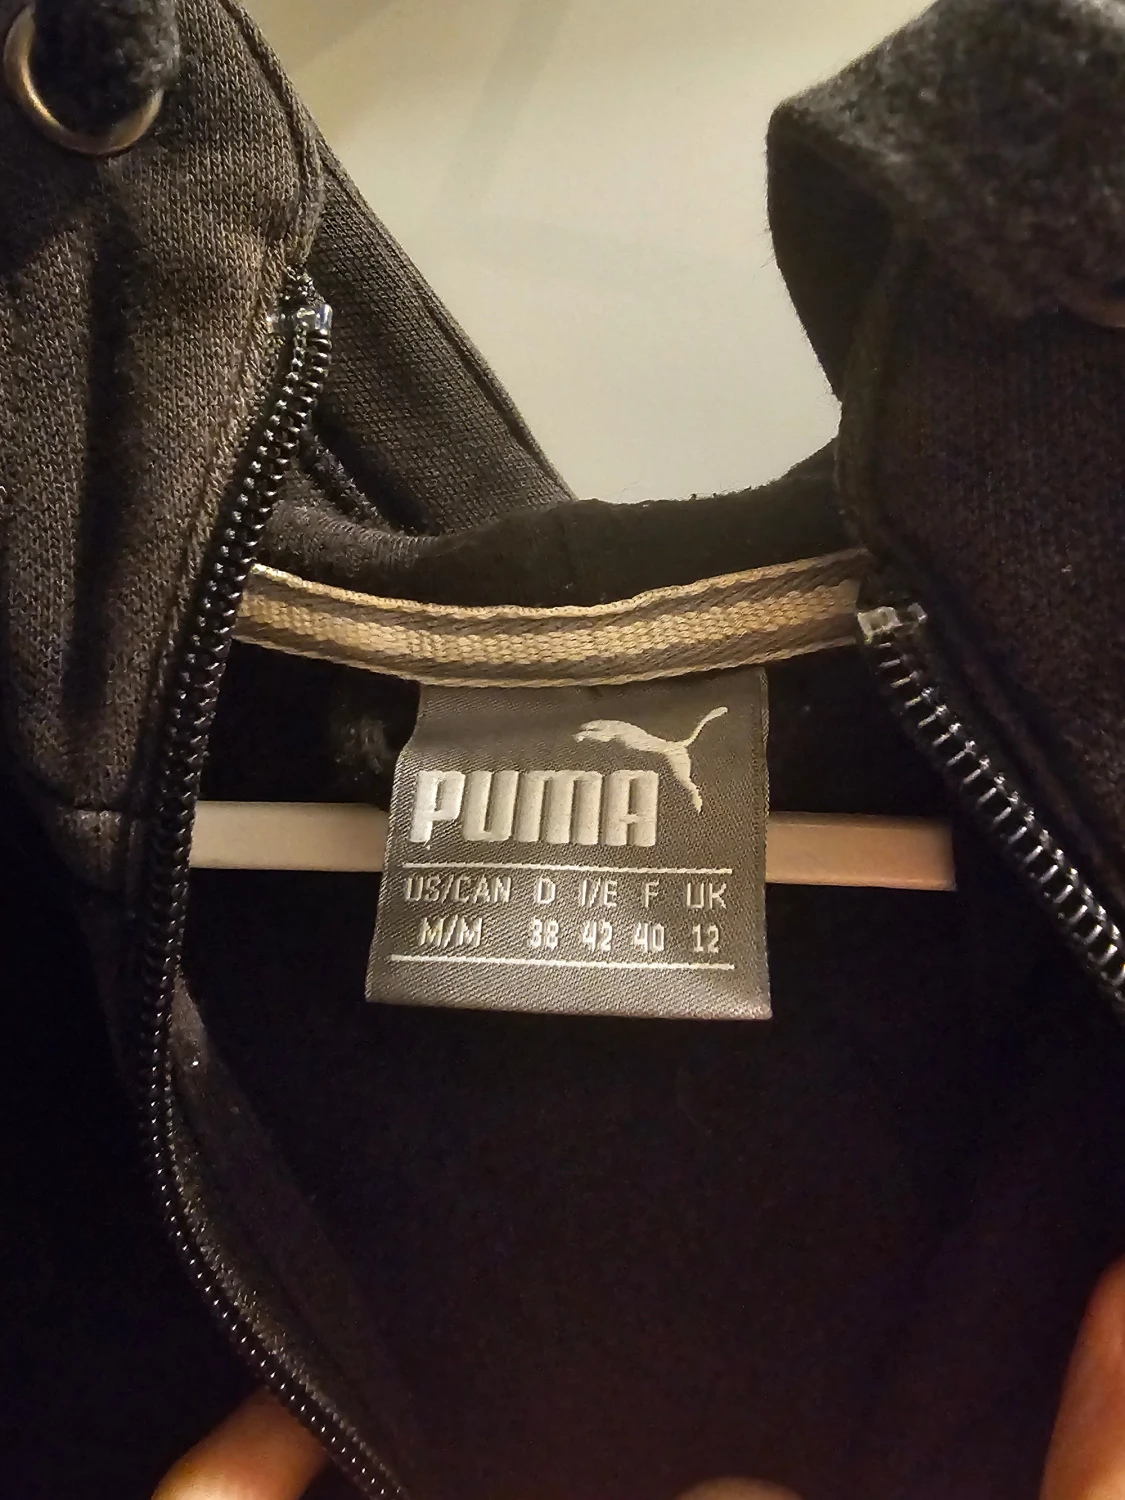 PUMA
US/CAN D I/E F UK
M/M 38 42 40 12